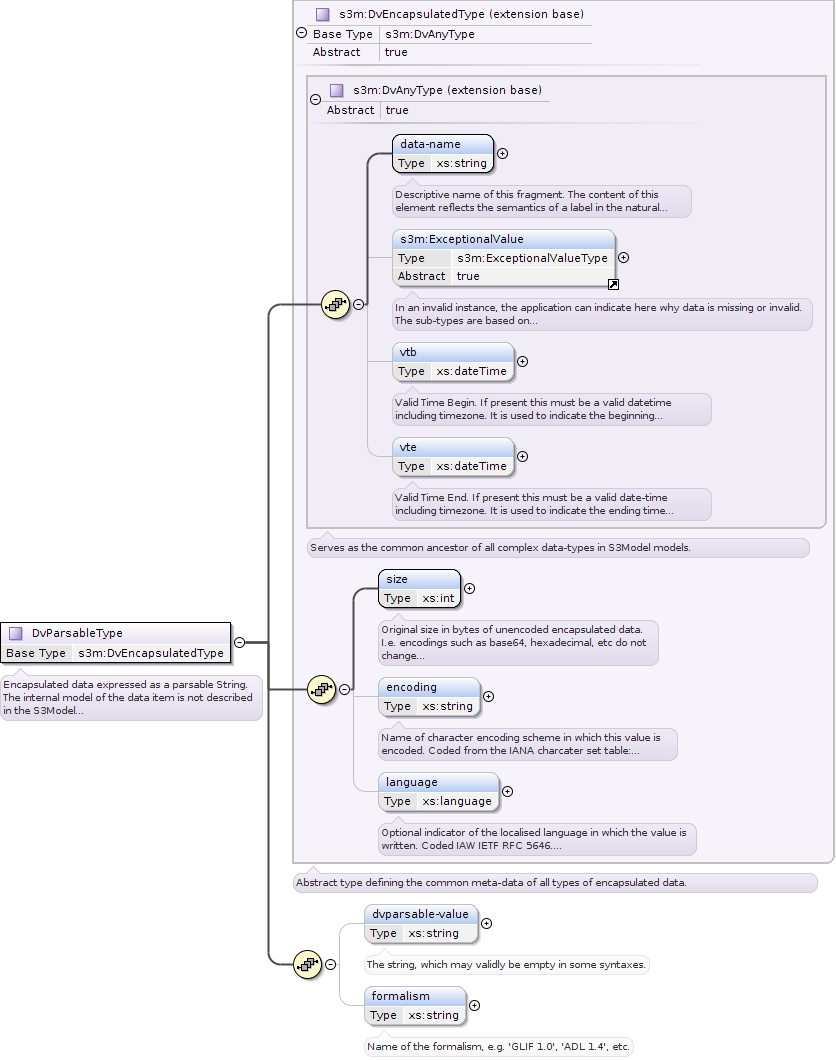 s3m:DvEncapsulatedType (extension base)
Base Type s3m:DvAnyType
Abstract true
s3m:DvAnyType (extension base)
Abstract true
data-name
Type xs:string
Descriptive name of this fragment. The content of this
element reflects the semantics of a label in the natural...
s3m:ExceptionalValue
Type s3m:ExceptionalValueType
Abstract true
In an invalid instance, the application can indicate here why data is missing or invalid.
The sub-types are based on...
vtb
Type xs:dateTime
Valid Time Begin. If present this must be a valid datetime
including timezone. It is used to indicate the beginning...
vte
Type xs:dateTime
Valid Time End. If present this must be a valid date-time
including timezone. It is used to indicate the ending time...
Serves as the common ancestor of all complex data-types in S3Model models.
size
Type xs:int
Original size in bytes of unencoded encapsulated data.
I.e. encodings such as base64, hexadecimal, etc do not
change...
DvParsableType
Base Type s3m:DvEncapsulatedType
Encapsulated data expressed as a parsable String.
The internal model of the data item is not described
in the S3Model...
encoding
Type xs:string
Name of character encoding scheme in which this value is
encoded. Coded from the IANA charcater set table:...
language
Type xs:language
Optional indicator of the localised language in which the value is
written. Coded IAW IETF RFC 5646....
Abstract type defining the common meta-data of all types of encapsulated data.
dvparsable-value
Type xs:string
The string, which may validly be empty in some syntaxes.
formalism
Type xs:string
Name of the formalism, e.g. 'GLIF 1.0', 'ADL 1.4', etc.